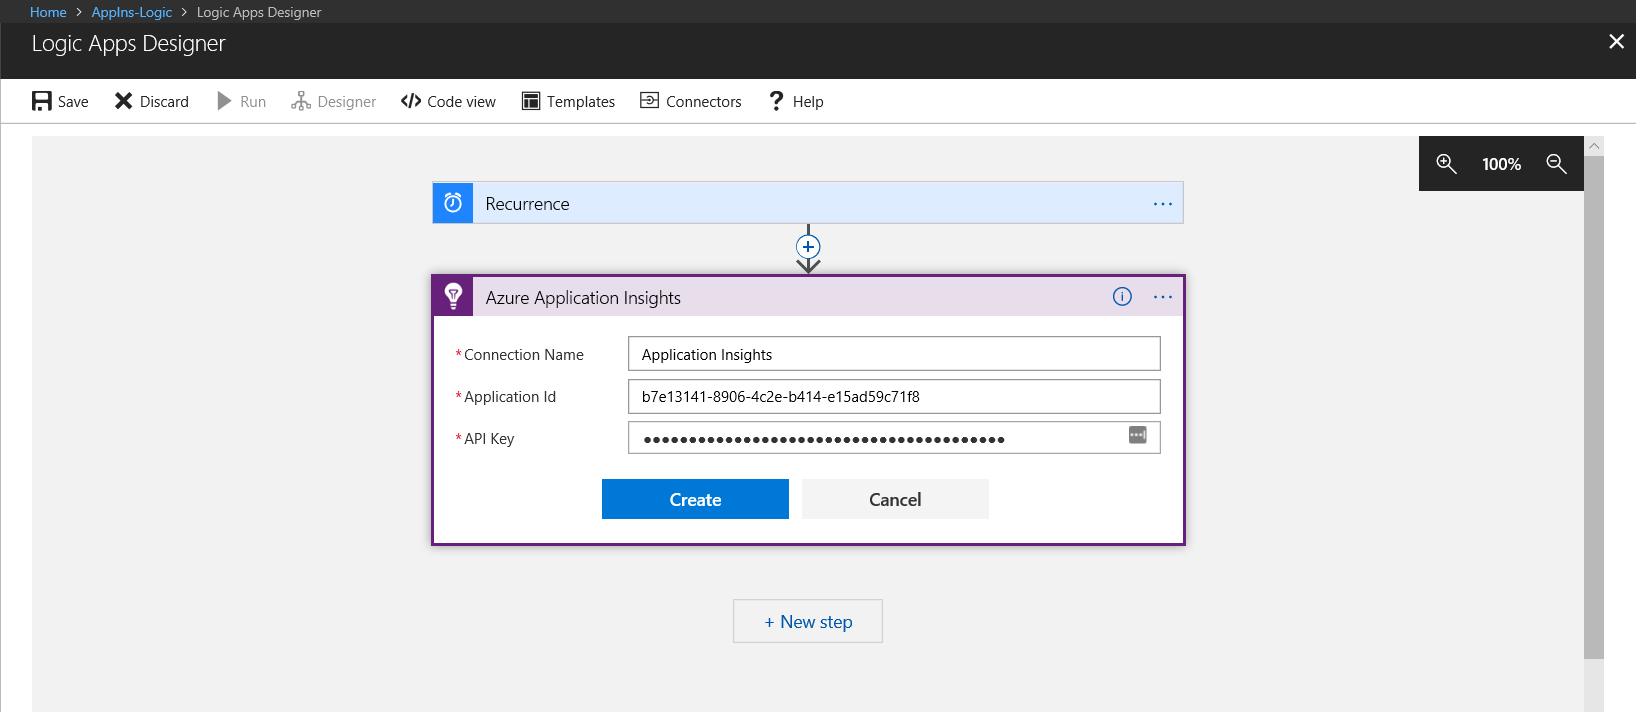 Home > AppIns-Logic > Logic Apps Designer
Logic Apps Designer
Save Discard Run Designer Code view Templates Connectors Help
100%
Recurrence
Azure Application Insights
*Connection Name Application Insights
*Application Id b7e13141-8906-4c2e-b414-e15ad59c71f8
*API Key ••••••••••••••••••••••••••••••••••••••••
Create Cancel
+ New step